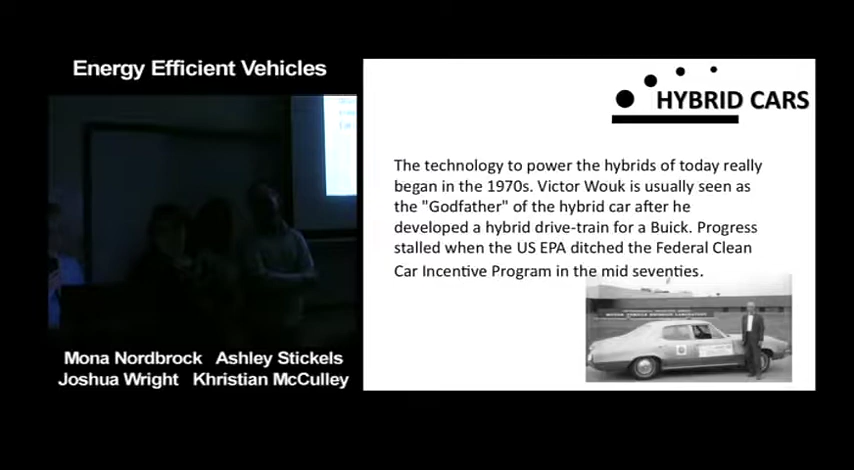 Energy Efficient Vehicles
HYBRID CARS
The technology to power the hybrids of today really
began in the 1970s. Victor Wouk is usually seen as
the "Godfather" of the hybrid car after he
developed a hybrid drive-train for a Buick. Progress
stalled when the US EPA ditched the Federal Clean
Car Incentive Program in the mid seventies.
Mona Nordbrock Ashley Stickels
Joshua Wright Khristian McCulley